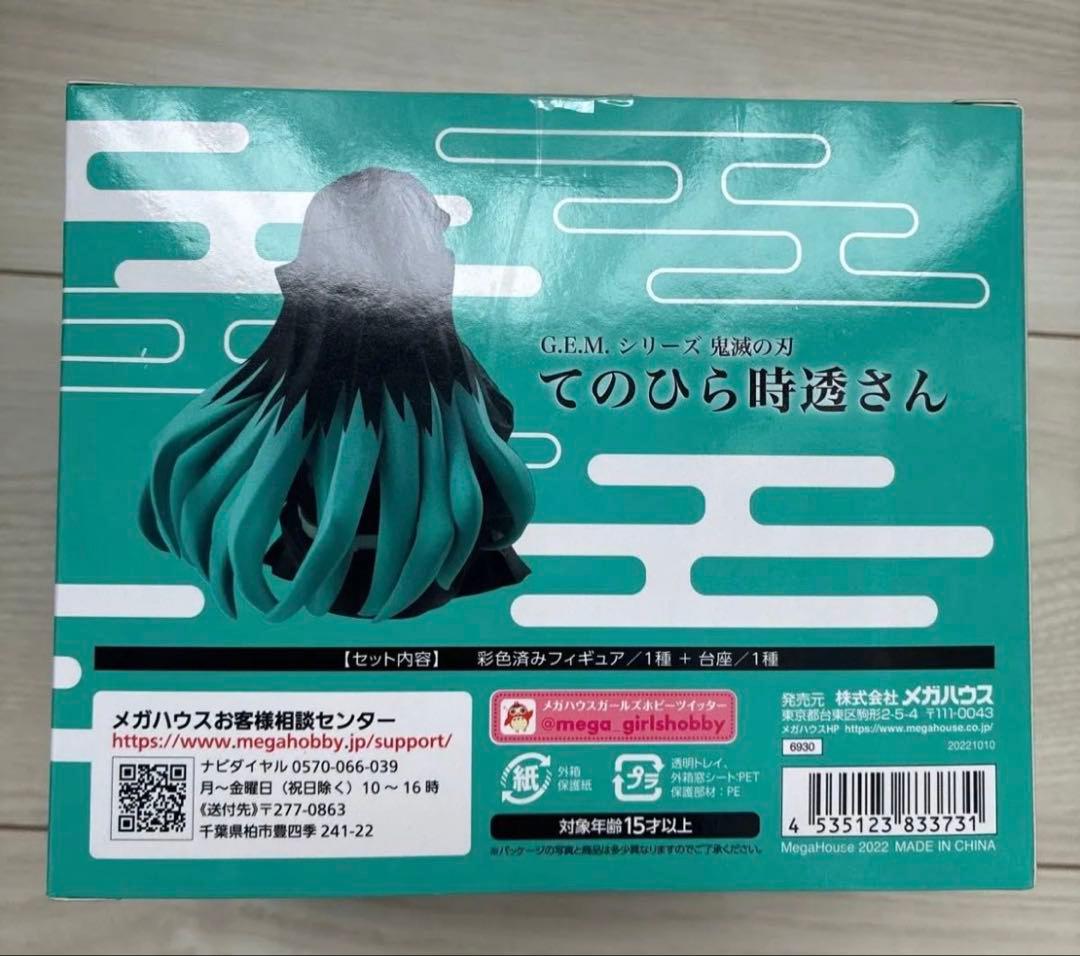 G.E.M. シリーズ 鬼滅の刃
てのひら時透さん
【セット内容】 彩色済みフィギュア／1種 + 台座／1種
メガハウスお客様相談センター
https://www.megahobby.jp/support/
ナビダイヤル 0570-066-039
月～金曜日（祝日除く）10～16時
《送付先》〒277-0863
千葉県柏市豊四季 241-22
メガハウスガールズホビーツイッター
@mega_girlshobby
紙
外箱
保護紙
プラ
透明トレイ、
外箱窓シート:PET
保護部材：PE
対象年齢15才以上
※パッケージの写真と商品は多少異なりますのでご了承ください。
発売元 株式会社 メガハウス
東京都台東区駒形2-5-4 〒111-0043
メガハウスHP https://www.megahouse.co.jp/
6930
20221010
4 535123 833731
MegaHouse 2022 MADE IN CHINA